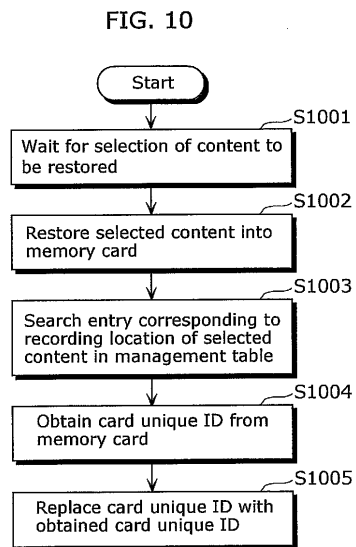 FIG. 10
Start
S1001
Wait for selection of content to
be restored
S1002
Restore selected content into
memory card
S1003
Search entry corresponding to
recording location of selected
content in management table
S1004
Obtain card unique ID from
memory card
S1005
Replace card unique ID with
obtained card unique ID